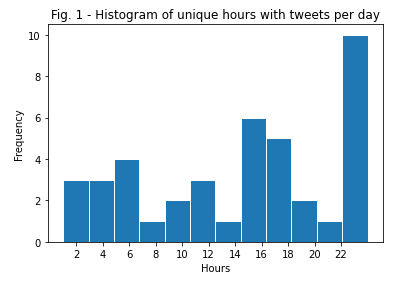 Fig. 1 - Histogram of unique hours with tweets per day
10
8
6
4
2
0
Frequency
2 4 6 8 10 12 14 16 18 20 22
Hours